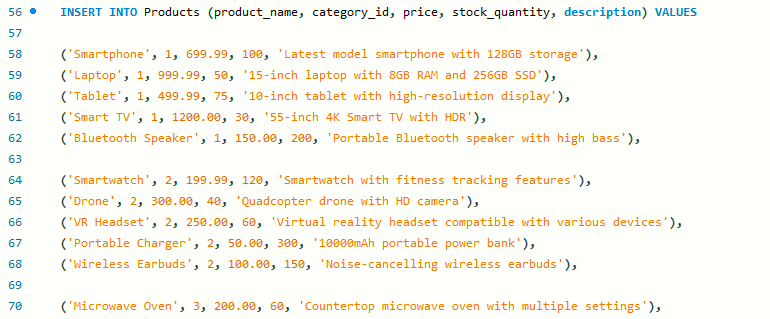 56 INSERT INTO Products (product_name, category_id, price, stock_quantity, description) VALUES
57
58 ('Smartphone', 1, 699.99, 100, 'Latest model smartphone with 128GB storage'),
59 ('Laptop', 1, 999.99, 50, '15-inch laptop with 8GB RAM and 256GB SSD'),
60 ('Tablet', 1, 499.99, 75, '10-inch tablet with high-resolution display'),
61 ('Smart TV', 1, 1200.00, 30, '55-inch 4K Smart TV with HDR'),
62 ('Bluetooth Speaker', 1, 150.00, 200, 'Portable Bluetooth speaker with high bass'),
63
64 ('Smartwatch', 2, 199.99, 120, 'Smartwatch with fitness tracking features'),
65 ('Drone', 2, 300.00, 40, 'Quadcopter drone with HD camera'),
66 ('VR Headset', 2, 250.00, 60, 'Virtual reality headset compatible with various devices'),
67 ('Portable Charger', 2, 50.00, 300, '10000mAh portable power bank'),
68 ('Wireless Earbuds', 2, 100.00, 150, 'Noise-cancelling wireless earbuds'),
69
70 ('Microwave Oven', 3, 200.00, 60, 'Countertop microwave oven with multiple settings'),